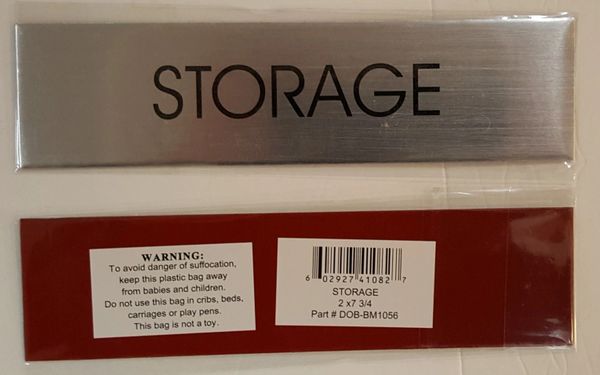 STORAGE
WARNING:
To avoid danger of suffocation,
keep this plastic bag away
from babies and children.
Do not use this bag in cribs, beds,
carriages or play pens.
This bag is not a toy.
6 02927 41082 7
STORAGE
2 x7 3/4
Part # DOB-BM1056